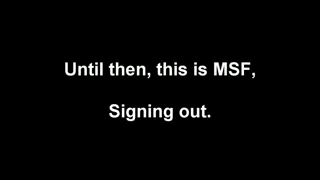 Until then, this is MSF,
Signing out.